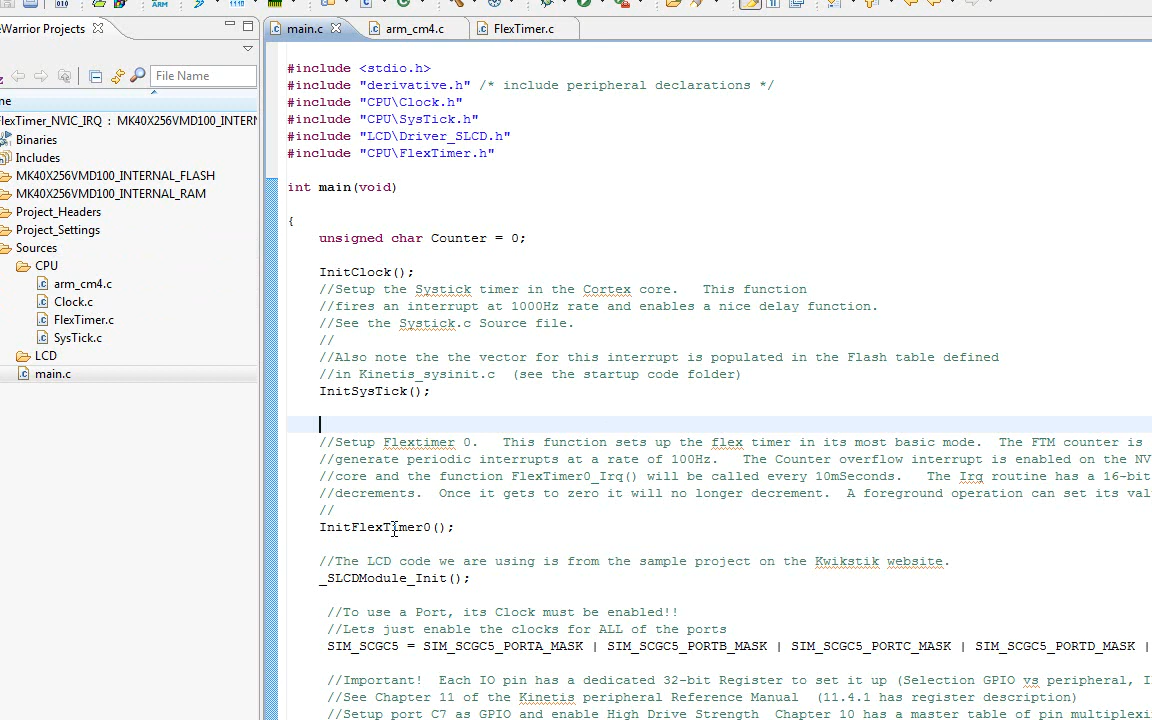 eWarrior Projects
File Name
me
FlexTimer_NVIC_IRQ : MK40X256VMD100_INTERN
Binaries
Includes
MK40X256VMD100_INTERNAL_FLASH
MK40X256VMD100_INTERNAL_RAM
Project_Headers
Project_Settings
Sources
CPU
arm_cm4.c
Clock.c
FlexTimer.c
SysTick.c
LCD
main.c
main.c arm_cm4.c FlexTimer.c
#include <stdio.h>
#include "derivative.h" /* include peripheral declarations */
#include "CPU\Clock.h"
#include "CPU\SysTick.h"
#include "LCD\Driver_SLCD.h"
#include "CPU\FlexTimer.h"
int main(void)
{
unsigned char Counter = 0;
InitClock();
//Setup the Systick timer in the Cortex core.   This function
//fires an interrupt at 1000Hz rate and enables a nice delay function.
//See the Systick.c Source file.
//
//Also note the the vector for this interrupt is populated in the Flash table defined
//in Kinetis_sysinit.c  (see the startup code folder)
InitSysTick();
//Setup Flextimer 0.   This function sets up the flex timer in its most basic mode.  The FTM counter is
//generate periodic interrupts at a rate of 100Hz.   The Counter overflow interrupt is enabled on the NV
//core and the function FlexTimer0_Irq() will be called every 10mSeconds.   The Irq routine has a 16-bit
//decrements.  Once it gets to zero it will no longer decrement.  A foreground operation can set its val
//
InitFlexTimer0();
//The LCD code we are using is from the sample project on the Kwikstik website.
_SLCDModule_Init();
//To use a Port, its Clock must be enabled!!
//Lets just enable the clocks for ALL of the ports
SIM_SCGC5 = SIM_SCGC5_PORTA_MASK | SIM_SCGC5_PORTB_MASK | SIM_SCGC5_PORTC_MASK | SIM_SCGC5_PORTD_MASK |
//Important!  Each IO pin has a dedicated 32-bit Register to set it up (Selection GPIO vs peripheral, I
//See Chapter 11 of the Kinetis peripheral Reference Manual  (11.4.1 has register description)
//Setup port C7 as GPIO and enable High Drive Strength  Chapter 10 has a master table of pin multiplexi